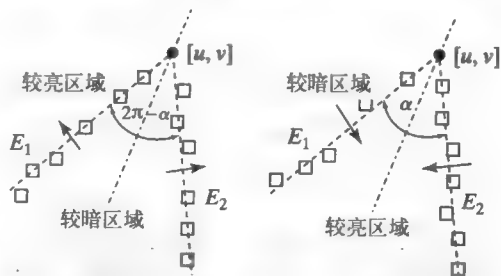 [u, v]
较亮区域
2π-α
E₁
E₂
较暗区域
[u, v]
较暗区域
α
E₁
E₂
较亮区域